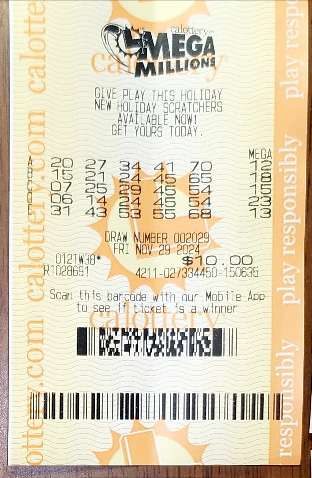 calottery
MEGA
MILLIONS
GIVE PLAY THIS HOLIDAY
NEW HOLIDAY SCRATCHERS
AVAILABLE NOW!
GET YOURS TODAY.
MEGA
A 20 27 34 41 70 12
15 21 24 45 65 18
07 25 29 45 54 15
06 14 24 45 54 23
31 43 53 55 68 13
DRAW NUMBER 002029
FRI NOV 29 2024
0121W38* $10.00
R1029691 4211-027334450-150635
Scan this barcode with our Mobile App
to see if ticket is a winner
calottery
calottery.com calottery.com
play responsibly play responsibly